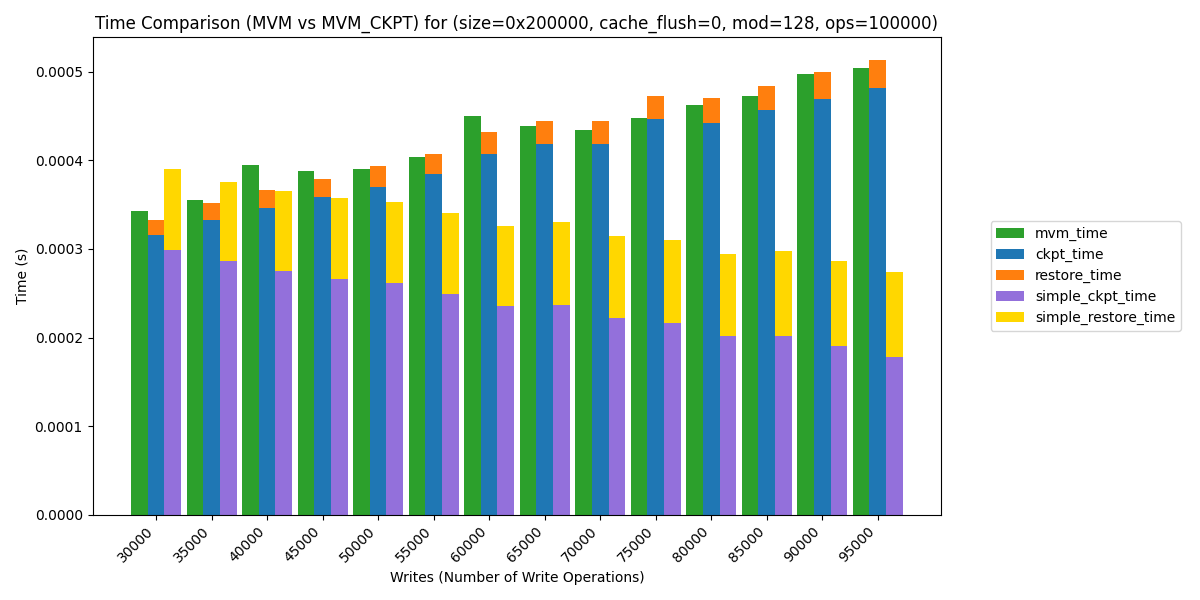 Time Comparison (MVM vs MVM_CKPT) for (size=0x200000, cache_flush=0, mod=128, ops=100000)
0.0005
0.0004
0.0003
0.0002
0.0001
0.0000
Time (s)
mvm_time
ckpt_time
restore_time
simple_ckpt_time
simple_restore_time
30000
35000
40000
45000
50000
55000
60000
65000
70000
75000
80000
85000
90000
95000
Writes (Number of Write Operations)